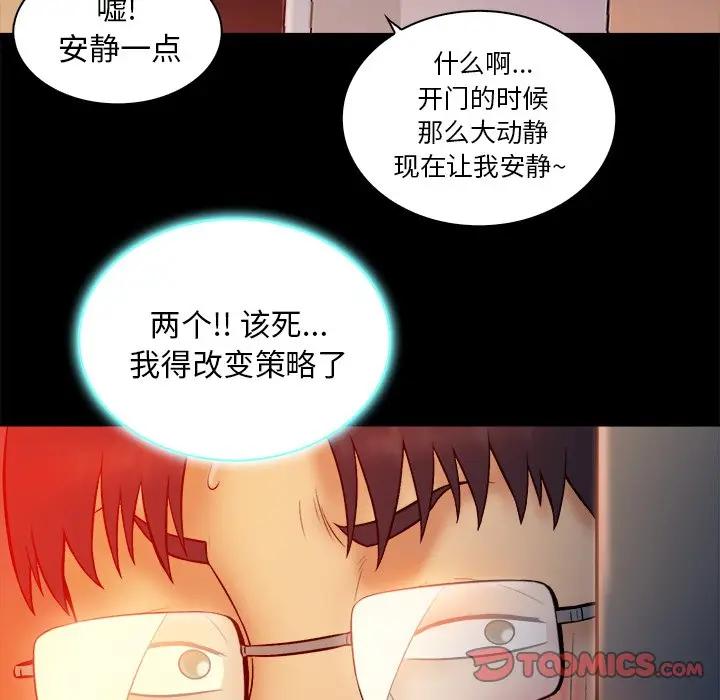 嘘!
安静一点
什么啊...
开门的时候
那么大动静
现在让我安静~
两个!! 该死...
我得改变策略了
TOOMICS.COM